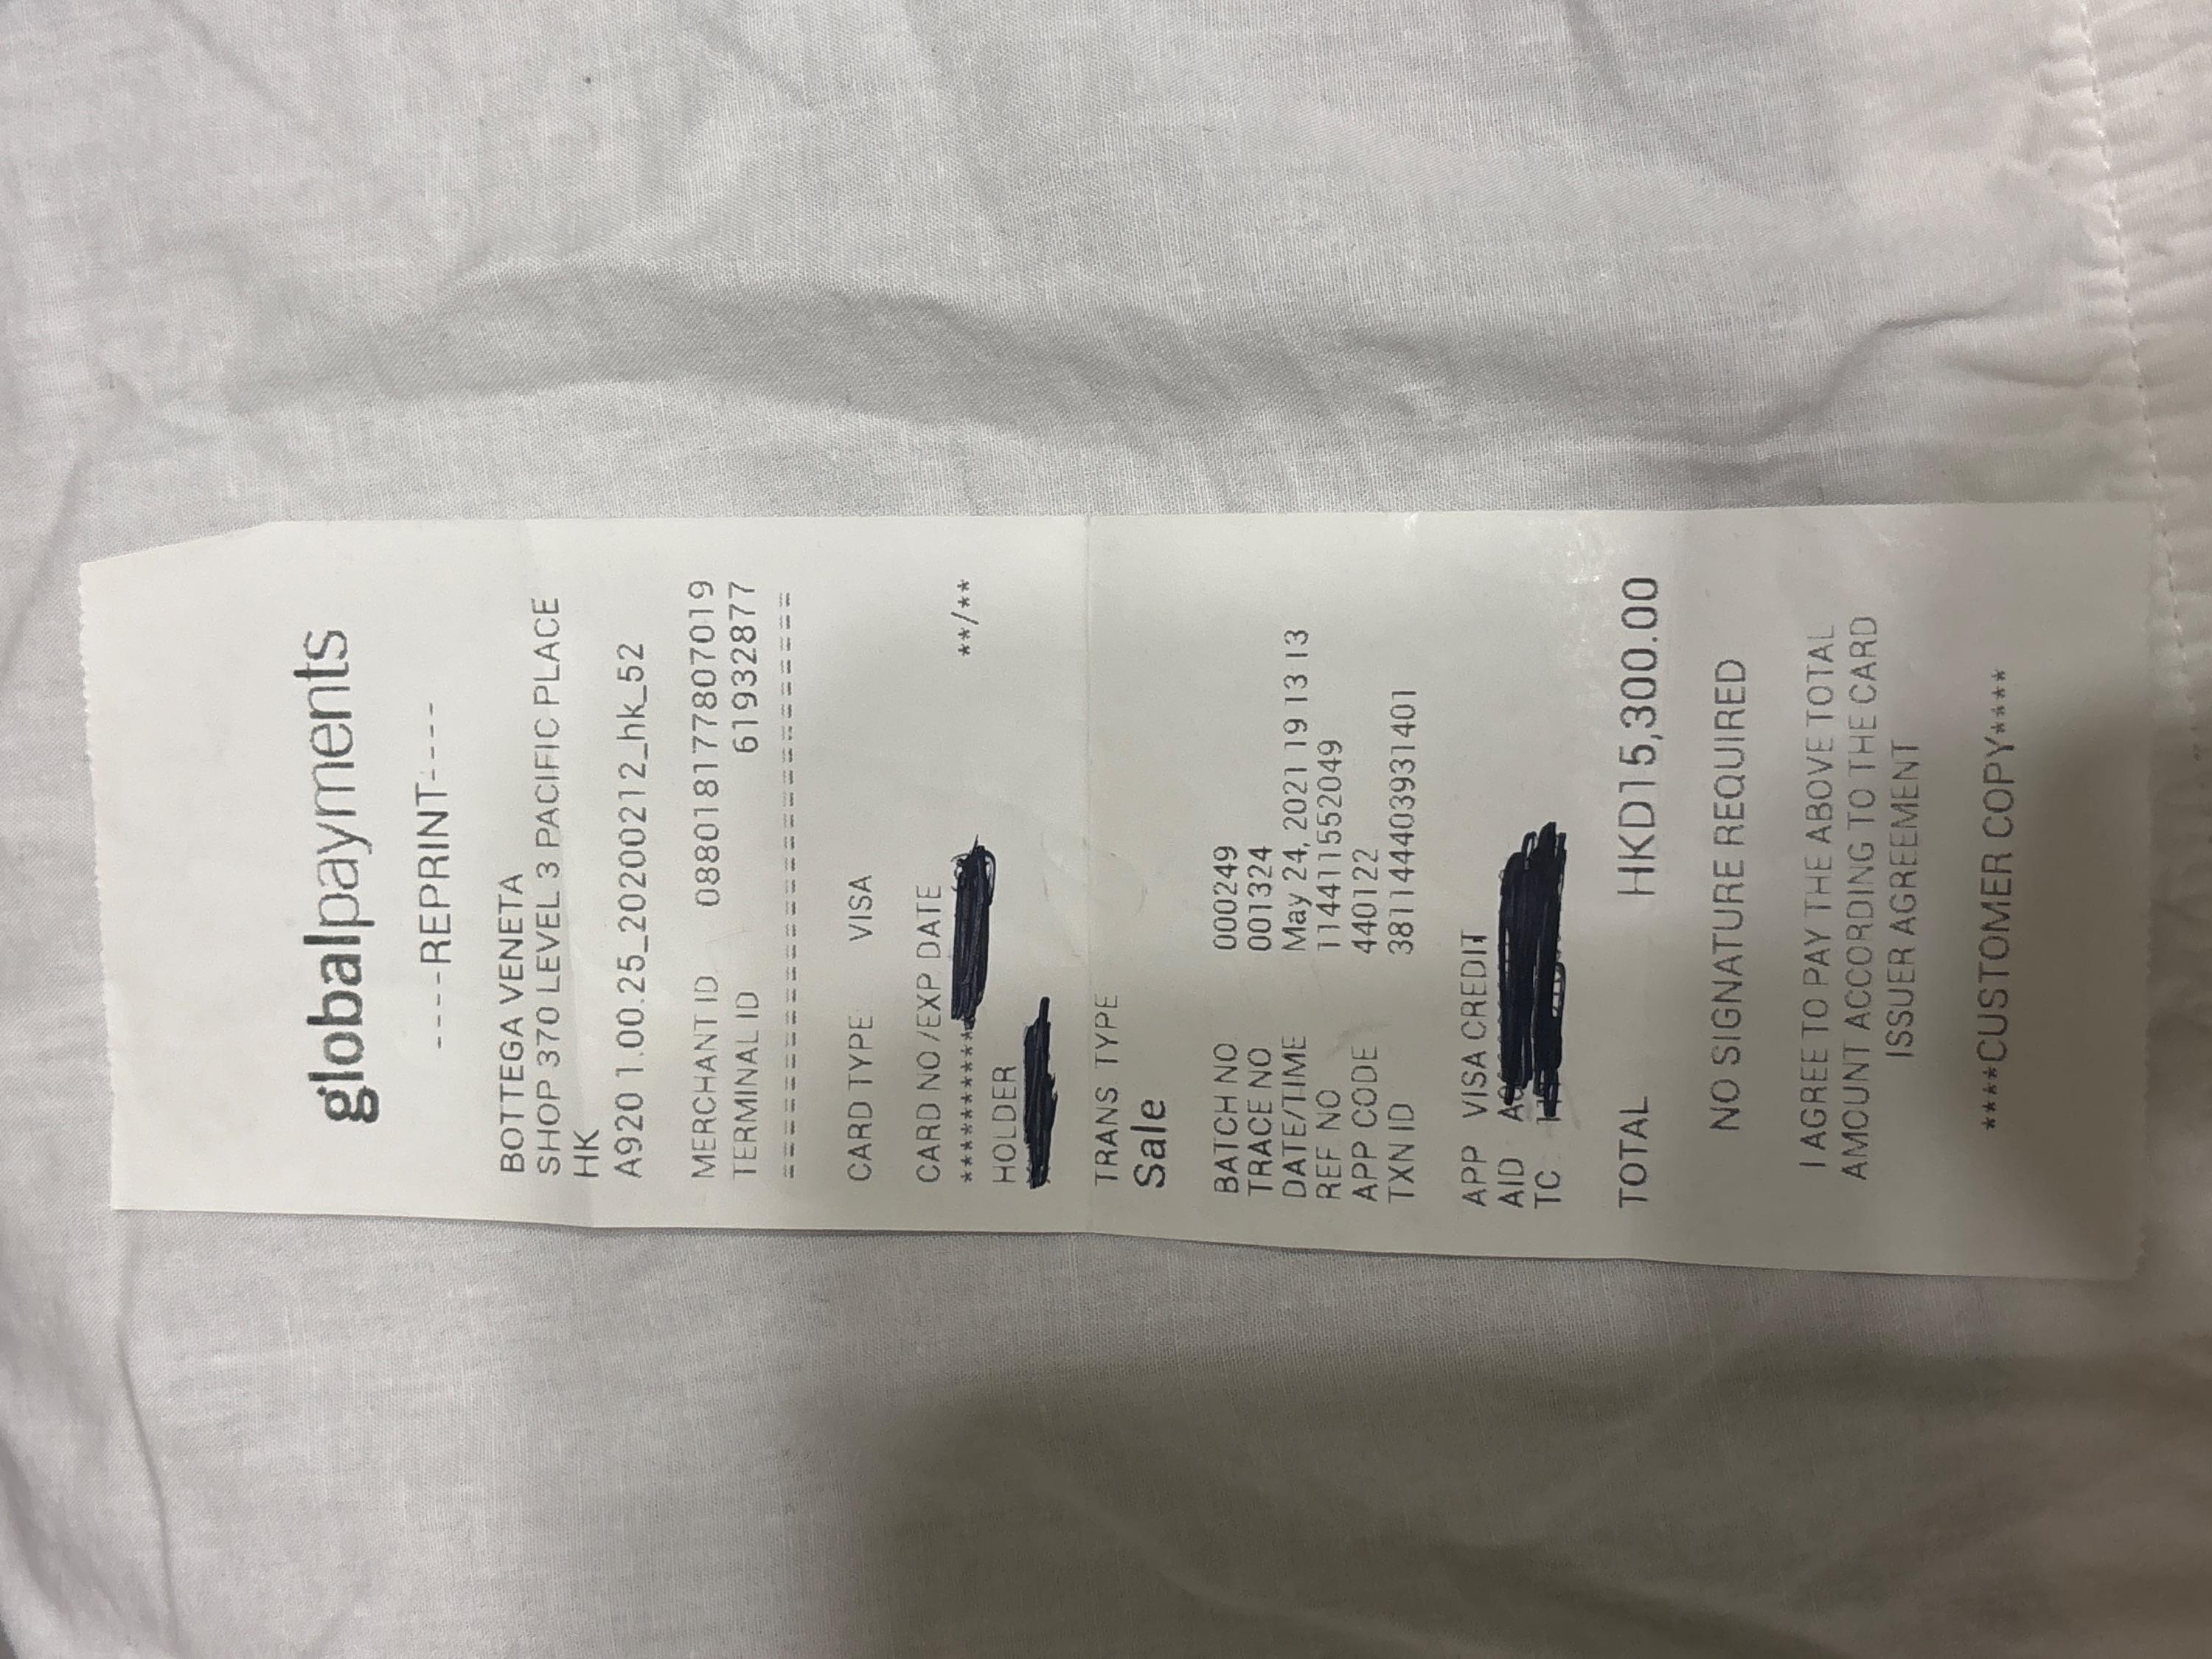 globalpayments
----REPRINT----
BOTTEGA VENETA
SHOP 370 LEVEL 3 PACIFIC PLACE
HK
A920 1.00.25_20200212_hk_52
MERCHANT ID 088018177807019
TERMINAL ID 61932877
CARD TYPE VISA
CARD NO/EXP DATE
************ **/**
HOLDER
TRANS TYPE
Sale
BATCH NO 000249
TRACE NO 001324
DATE/TIME May 24, 2021 19 13 13
REF NO 114411552049
APP CODE 440122
TXN ID 381144403931401
APP VISA CREDIT
AID
TC
TOTAL HKD15,300.00
NO SIGNATURE REQUIRED
I AGREE TO PAY THE ABOVE TOTAL
AMOUNT ACCORDING TO THE CARD
ISSUER AGREEMENT
****CUSTOMER COPY****